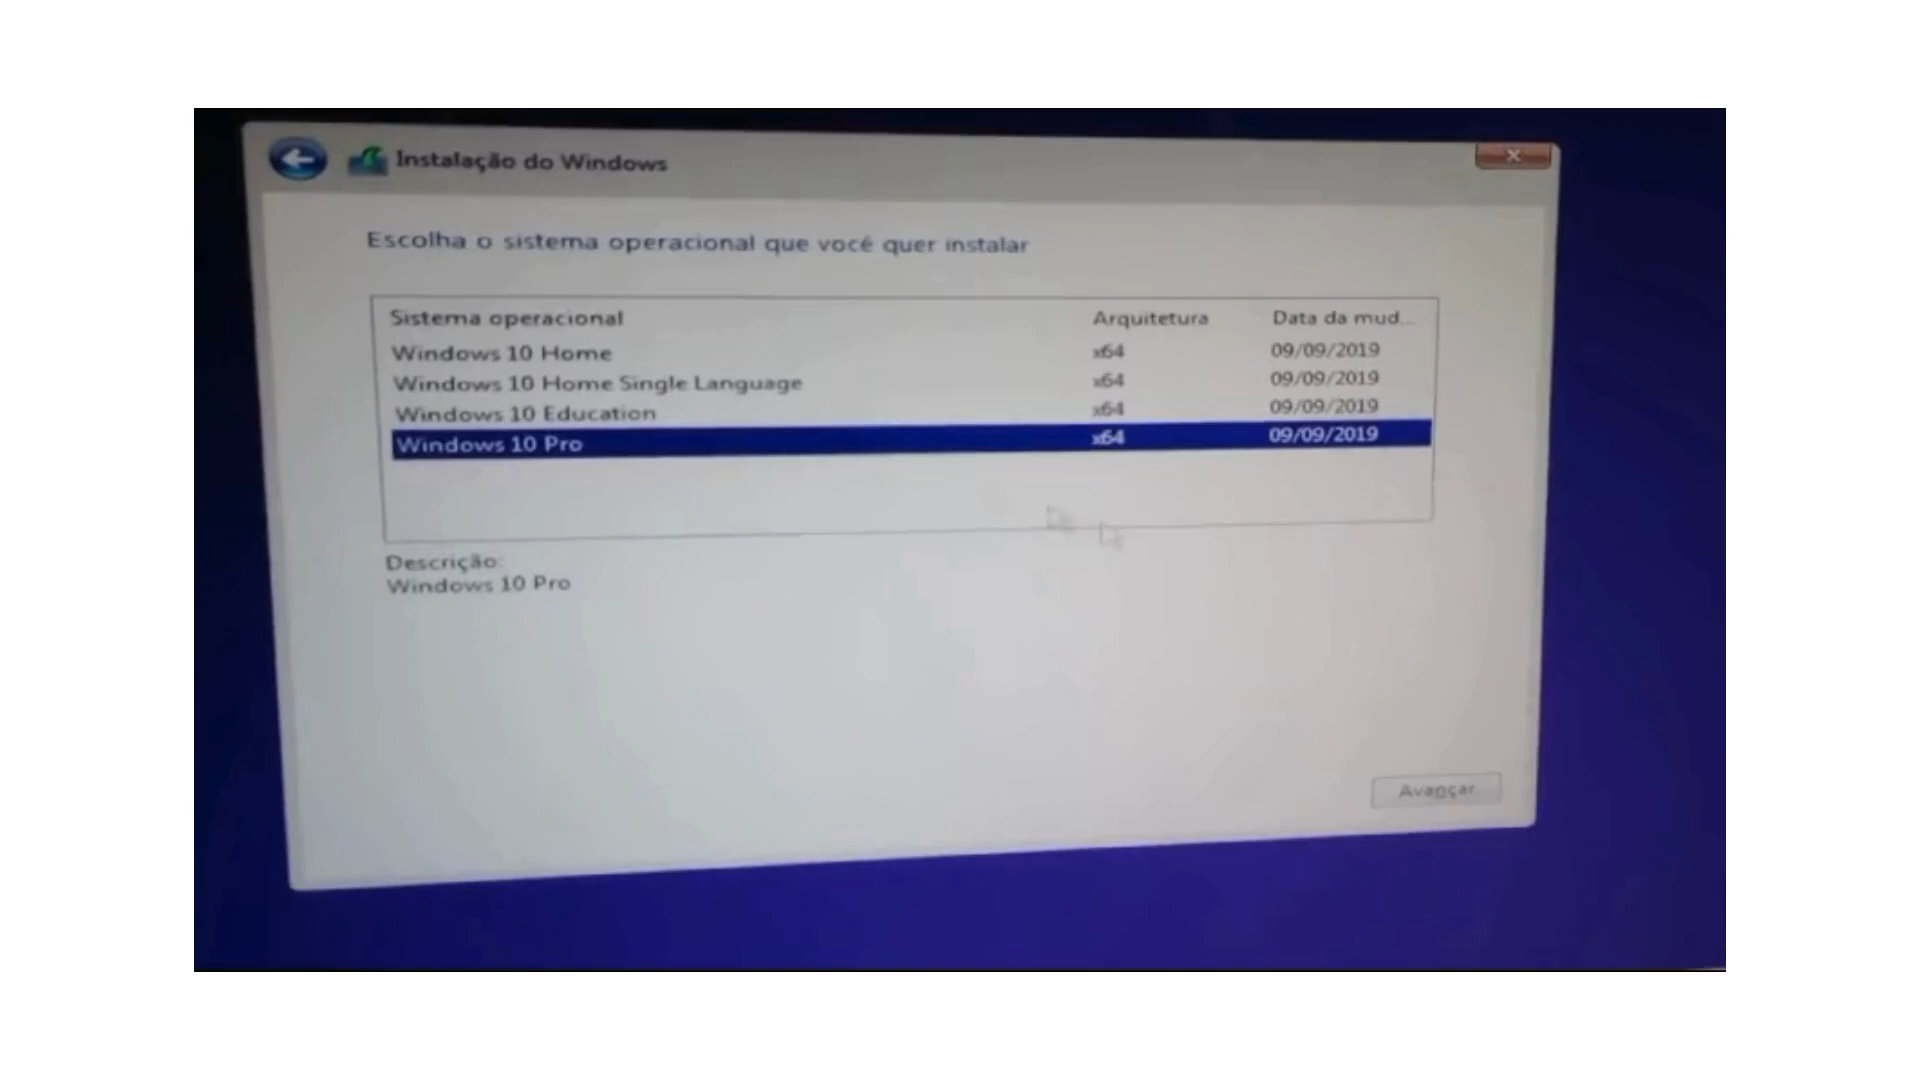 Instalação do Windows
Escolha o sistema operacional que você quer instalar
Sistema operacional Arquitetura Data da mud...
Windows 10 Home x64 09/09/2019
Windows 10 Home Single Language x64 09/09/2019
Windows 10 Education x64 09/09/2019
Windows 10 Pro x64 09/09/2019
Descrição:
Windows 10 Pro
Avançar